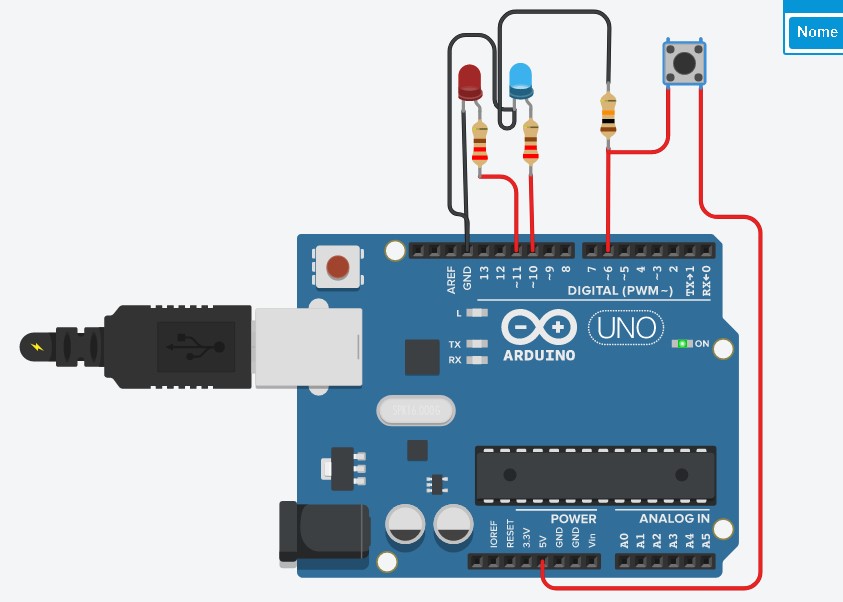 Nome
AREF
GND
13
12
~11
~10
~9
8
7
~6
~5
4
~3
2
TX→1
RX←0
DIGITAL (PWM~)
L
TX
RX
UNO
ARDUINO
ON
POWER
ANALOG IN
IOREF
RESET
3.3V
5V
GND
GND
Vin
A0
A1
A2
A3
A4
A5